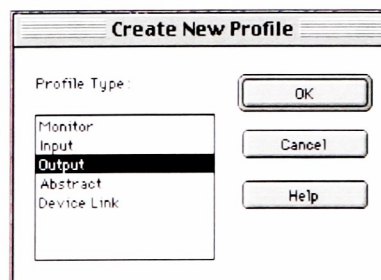 Create New Profile
Profile Type:
OK
Monitor
Input
Cancel
Output
Abstract
Device Link
Help